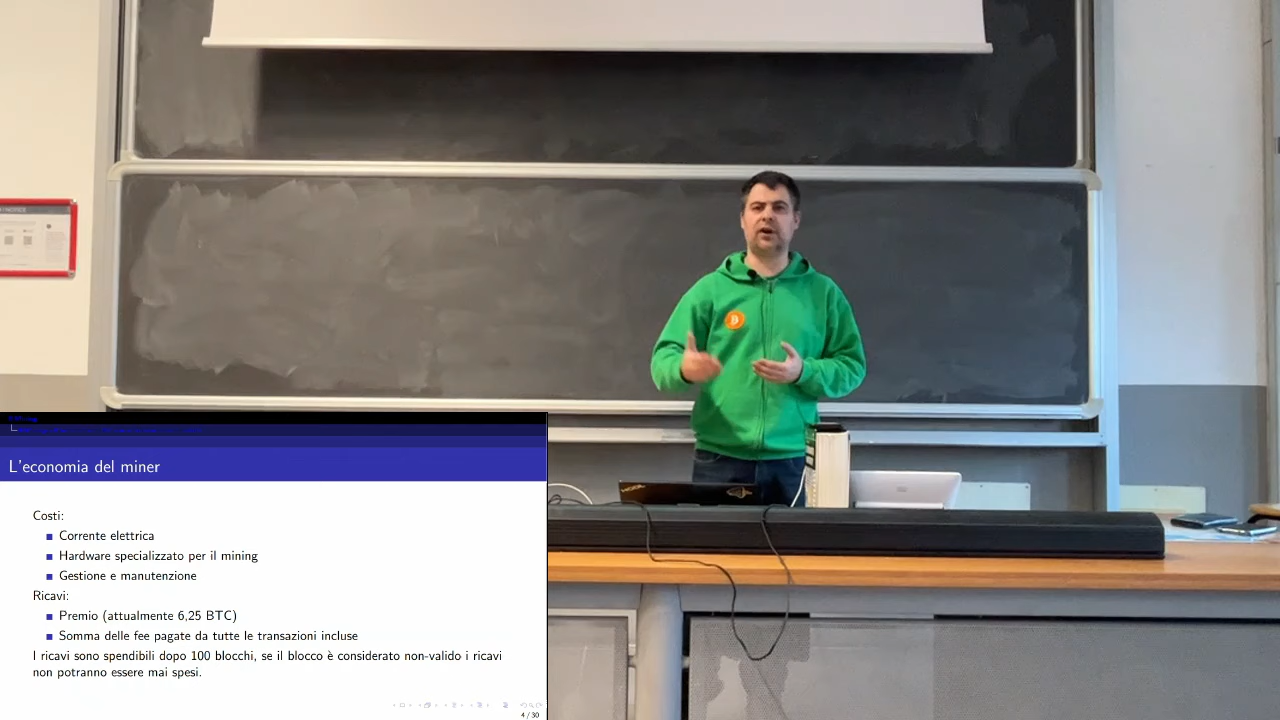 L'economia del miner
Costi:
Corrente elettrica
Hardware specializzato per il mining
Gestione e manutenzione
Ricavi:
Premio (attualmente 6,25 BTC)
Somma delle fee pagate da tutte le transazioni incluse
I ricavi sono spendibili dopo 100 blocchi, se il blocco è considerato non-valido i ricavi
non potranno essere mai spesi.
4 / 30